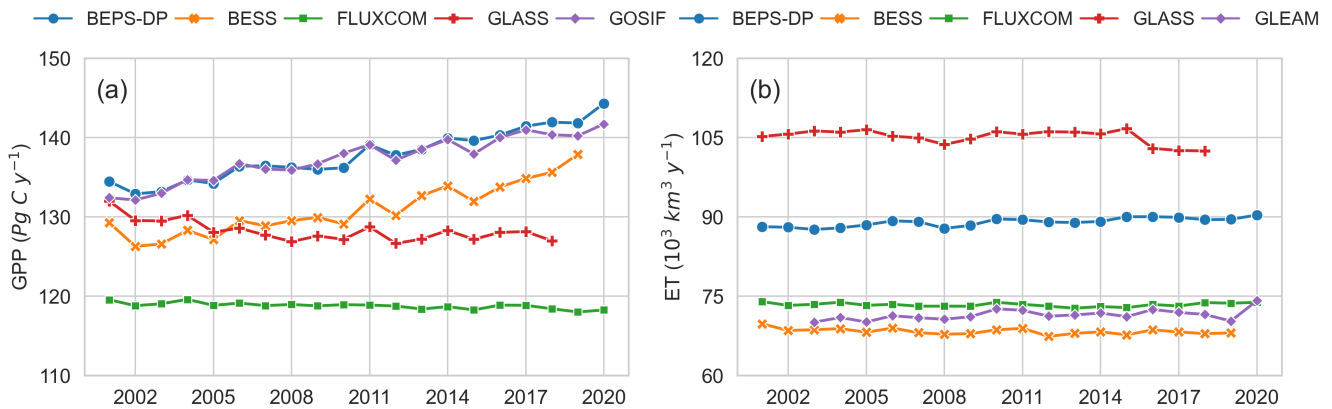 BEPS-DP BESS FLUXCOM GLASS GOSIF BEPS-DP BESS FLUXCOM GLASS GLEAM
(a)
GPP (Pg C y⁻¹)
150
140
130
120
110
2002 2005 2008 2011 2014 2017 2020
(b)
ET (10³ km³ y⁻¹)
120
105
90
75
60
2002 2005 2008 2011 2014 2017 2020